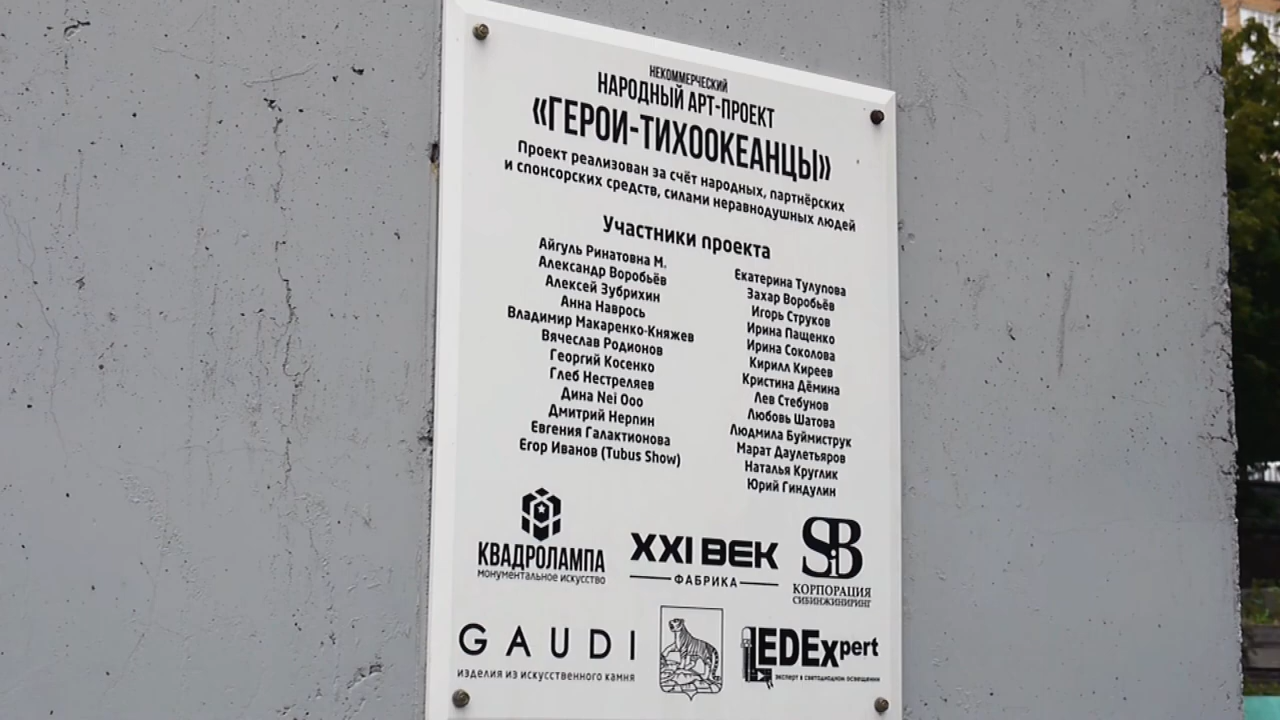 НЕКОММЕРЧЕСКИЙ
НАРОДНЫЙ АРТ-ПРОЕКТ
«ГЕРОИ-ТИХООКЕАНЦЫ»
Проект реализован за счёт народных, партнёрских
и спонсорских средств, силами неравнодушных людей
Участники проекта
Айгуль Ринатовна М.
Александр Воробьёв
Алексей Зубрихин
Анна Наврось
Владимир Макаренко-Княжев
Вячеслав Родионов
Георгий Косенко
Глеб Нестреляев
Дина Nei Ooo
Дмитрий Нерпин
Евгения Галактионова
Егор Иванов (Tubus Show)
Екатерина Тулупова
Захар Воробьёв
Игорь Струков
Ирина Пащенко
Ирина Соколова
Кирилл Киреев
Кристина Дёмина
Лев Стебунов
Любовь Шатова
Людмила Буймиструк
Марат Даулетьяров
Наталья Круглик
Юрий Гиндулин
КВАДРОЛАМПА
МОНУМЕНТАЛЬНОЕ ИСКУССТВО
XXI ВЕК
ФАБРИКА
SiB
КОРПОРАЦИЯ
СИБИНЖИНИРИНГ
GAUDI
изделия из искусственного камня
LEDExpert
эксперт в светодиодном освещении